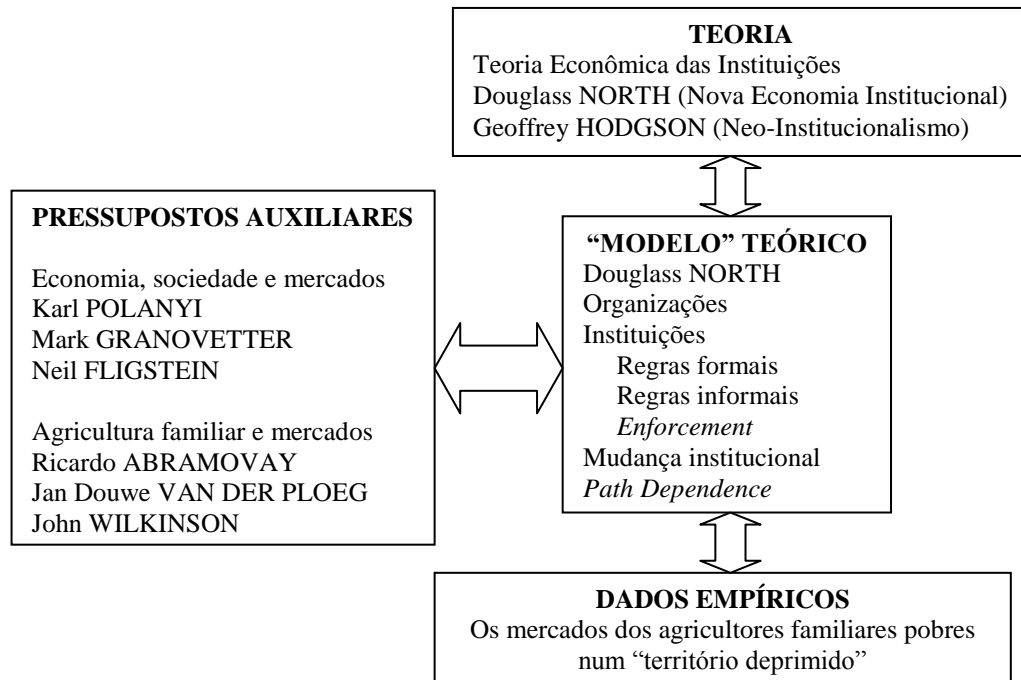 TEORIA
Teoria Econômica das Instituições
Douglass NORTH (Nova Economia Institucional)
Geoffrey HODGSON (Neo-Institucionalismo)
PRESSUPOSTOS AUXILIARES
Economia, sociedade e mercados
Karl POLANYI
Mark GRANOVETTER
Neil FLIGSTEIN
Agricultura familiar e mercados
Ricardo ABRAMOVAY
Jan Douwe VAN DER PLOEG
John WILKINSON
“MODELO” TEÓRICO
Douglass NORTH
Organizações
Instituições
Regras formais
Regras informais
Enforcement
Mudança institucional
Path Dependence
DADOS EMPÍRICOS
Os mercados dos agricultores familiares pobres
num “território deprimido”